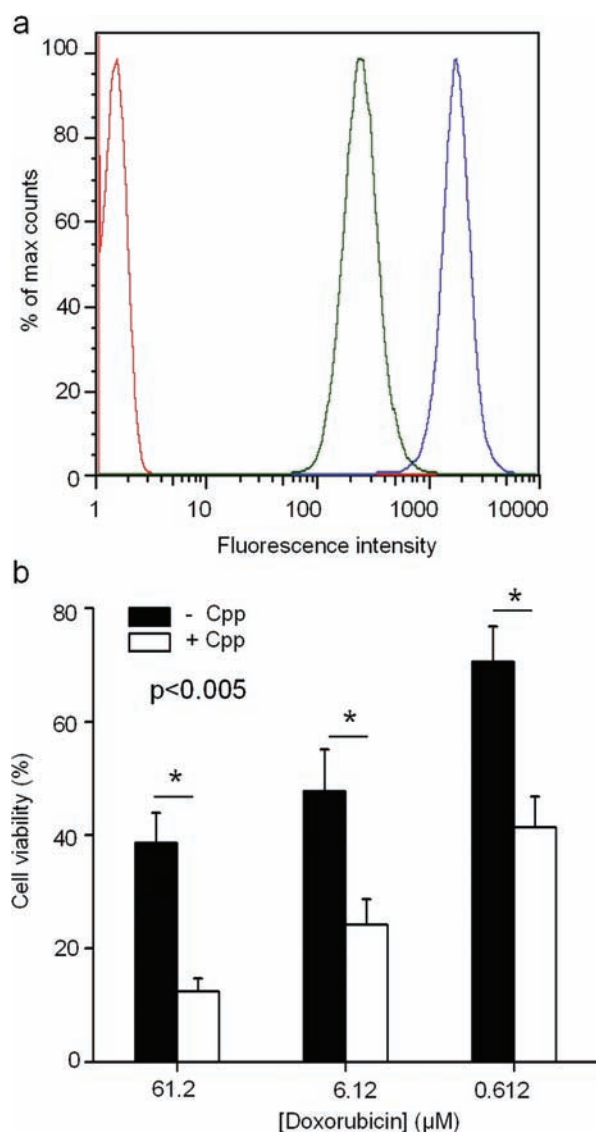 a
100
80
60
40
20
0
% of max counts
1 10 100 1000 10000
Fluorescence intensity
b
80
60
40
20
0
Cell viability (%)
- Cpp
+ Cpp
p<0.005
*
*
*
61.2 6.12 0.612
[Doxorubicin] (µM)